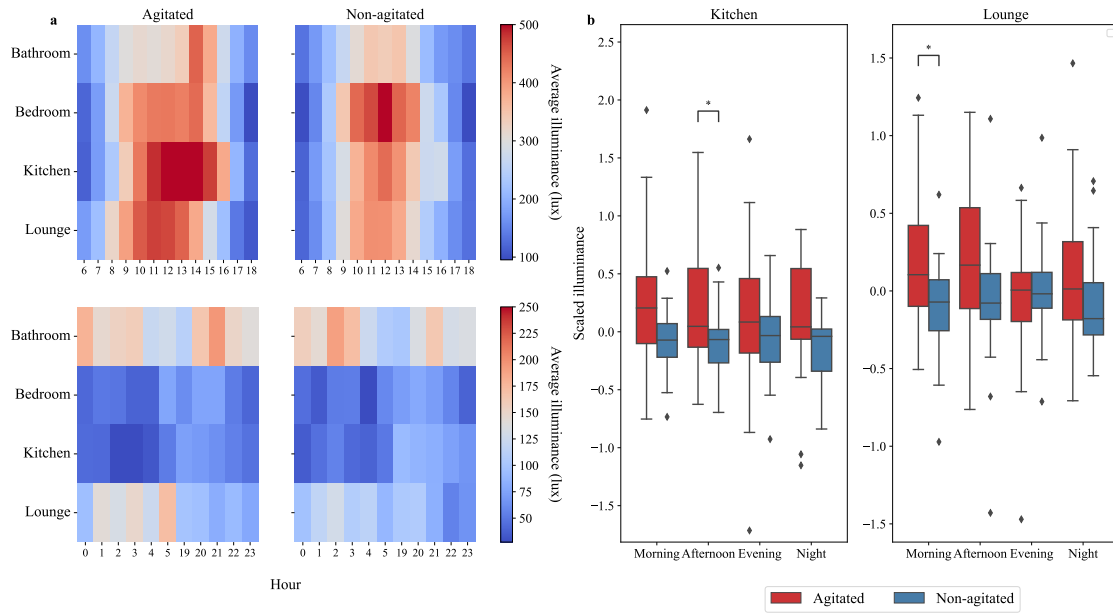 a
Agitated
Non-agitated
Bathroom
Bedroom
Kitchen
Lounge
6 7 8 9 10 11 12 13 14 15 16 17 18
6 7 8 9 10 11 12 13 14 15 16 17 18
500
400
300
200
100
Average illuminance (lux)
Bathroom
Bedroom
Kitchen
Lounge
0 1 2 3 4 5 19 20 21 22 23
0 1 2 3 4 5 19 20 21 22 23
250
225
200
175
150
125
100
75
50
Average illuminance (lux)
Hour
b
Kitchen
Lounge
Scaled illuminance
2.5
2.0
1.5
1.0
0.5
0.0
−0.5
−1.0
−1.5
*
Morning Afternoon Evening Night
1.5
1.0
0.5
0.0
−0.5
−1.0
−1.5
*
Morning Afternoon Evening Night
Agitated Non-agitated